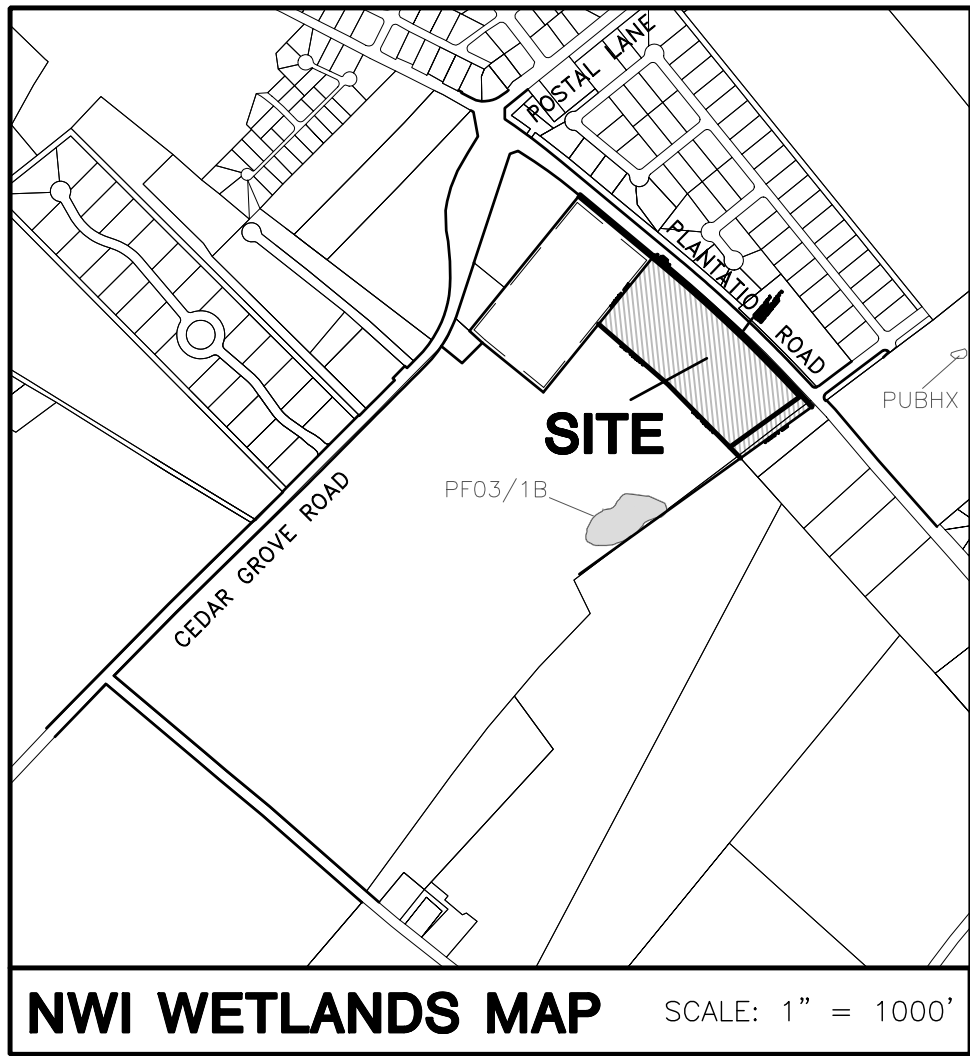 POSTAL LANE
PLANTATION ROAD
PUBHX
SITE
PF03/1B
CEDAR GROVE ROAD
NWI WETLANDS MAP
SCALE: 1" = 1000'